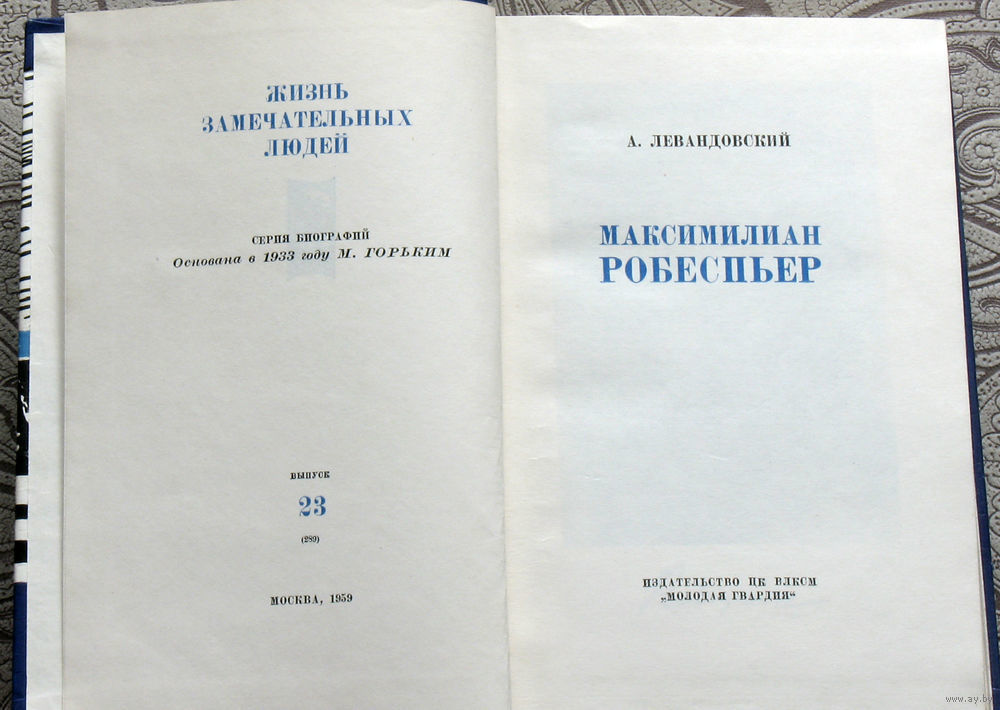 ЖИЗНЬ
ЗАМЕЧАТЕЛЬНЫХ
ЛЮДЕЙ
СЕРИЯ БИОГРАФИЙ
Основана в 1933 году М. ГОРЬКИМ
ВЫПУСК
23
(289)
МОСКВА, 1959
А. ЛЕВАНДОВСКИЙ
МАКСИМИЛИАН
РОБЕСПЬЕР
ИЗДАТЕЛЬСТВО ЦК ВЛКСМ
„МОЛОДАЯ ГВАРДИЯ“
www.ay.by